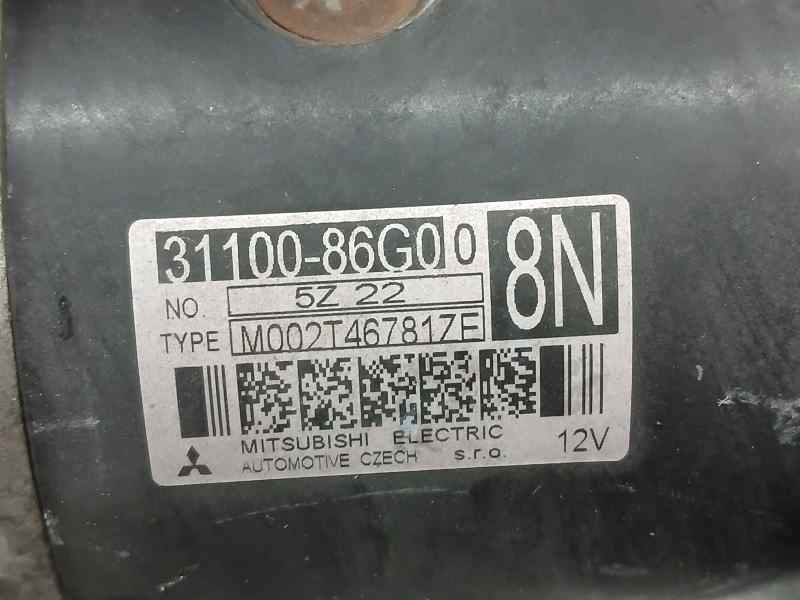 31100-86G00
8N
NO. 5Z 22
TYPE M002T46781ZE
MITSUBISHI ELECTRIC
AUTOMOTIVE CZECH s.r.o.
12V